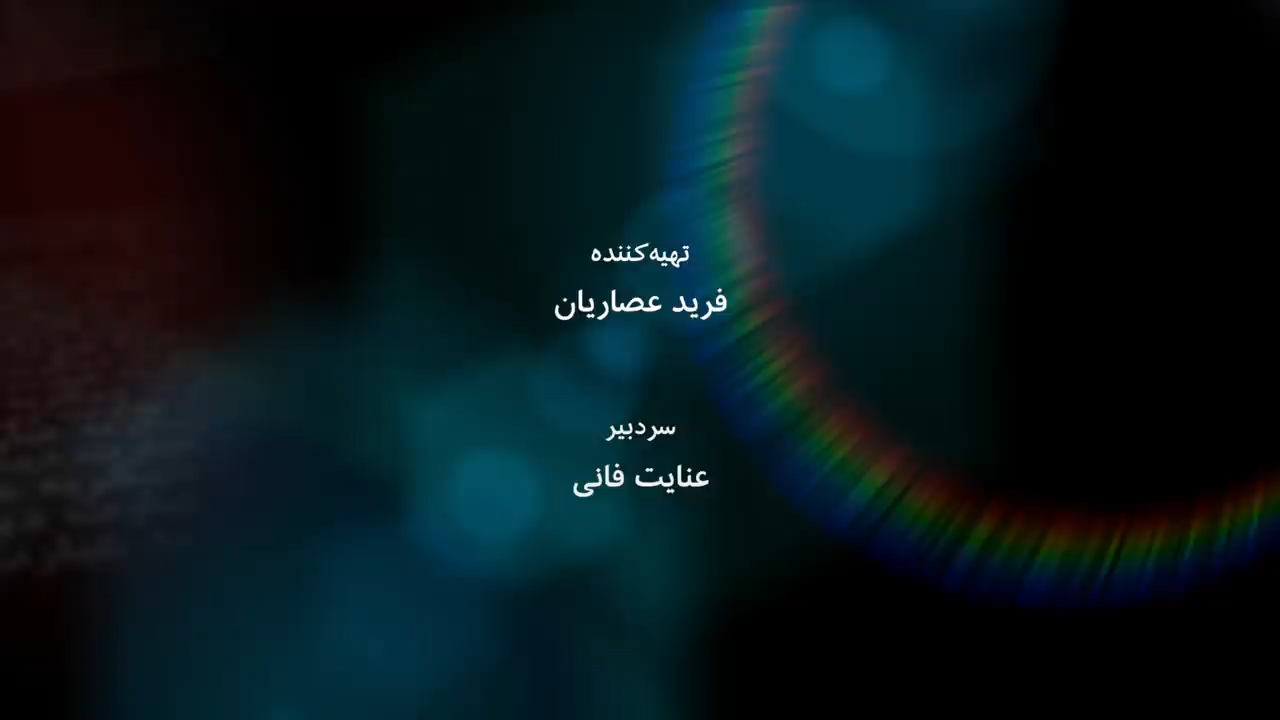 تهیه‌کننده
فرید عصاریان
سردبیر
عنایت فانی